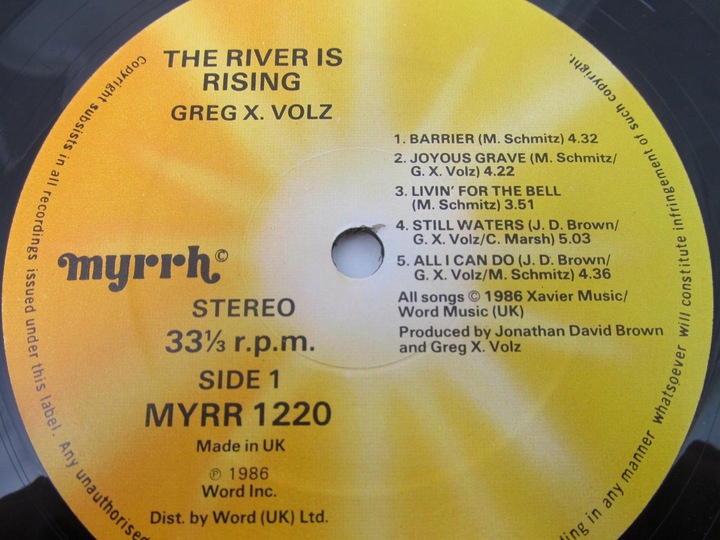 THE RIVER IS
RISING
GREG X. VOLZ
1. BARRIER (M. Schmitz) 4.32
2. JOYOUS GRAVE (M. Schmitz/
G. X. Volz) 4.22
3. LIVIN' FOR THE BELL
(M. Schmitz) 3.51
4. STILL WATERS (J. D. Brown/
G. X. Volz/C. Marsh) 5.03
5. ALL I CAN DO (J. D. Brown/
G. X. Volz/M. Schmitz) 4.36
All songs © 1986 Xavier Music/
Word Music (UK)
Produced by Jonathan David Brown
and Greg X. Volz
myrrh©
STEREO
33⅓ r.p.m.
SIDE 1
MYRR 1220
Made in UK
℗ 1986
Word Inc.
Dist. by Word (UK) Ltd.
Copyright subsists in all recordings issued under this label. Any unauthorised
in any manner whatsoever will constitute infringement of such copyright.